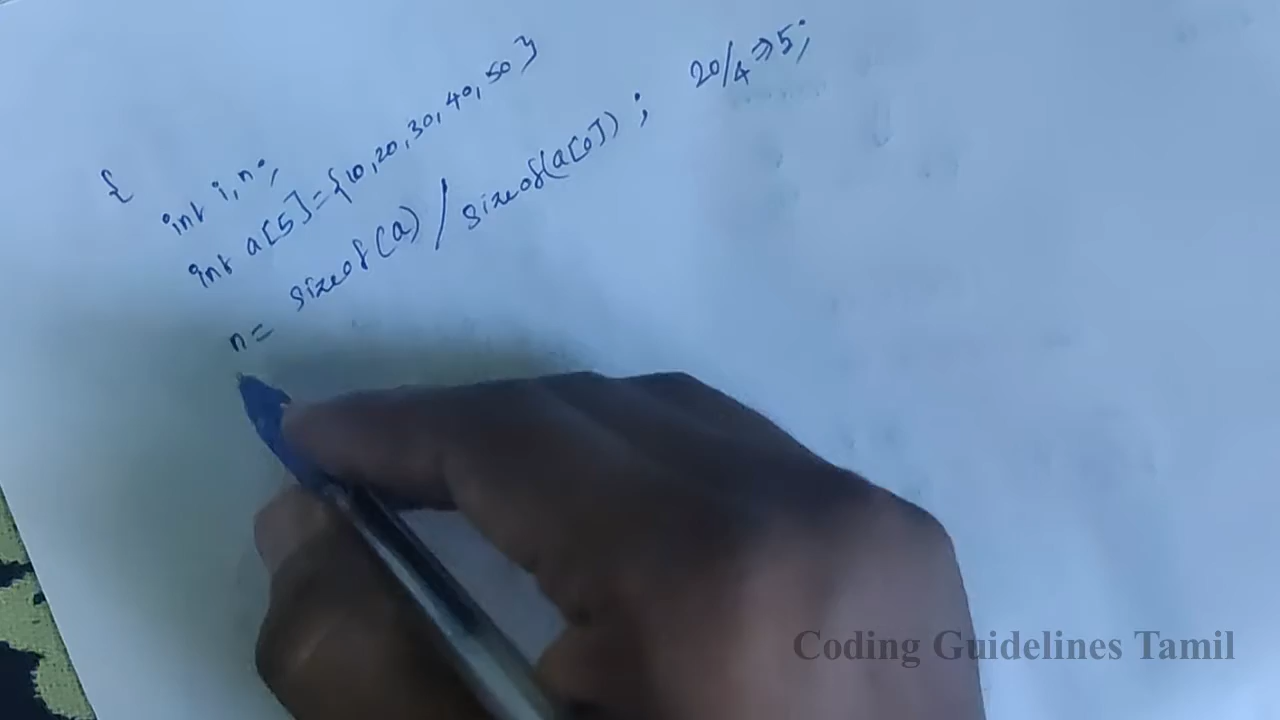 {
int i, n;
int a[5]={10,20,30,40,50}
n= sizeof(a) / sizeof(a[0]); 20/4⇒5;
Coding Guidelines Tamil